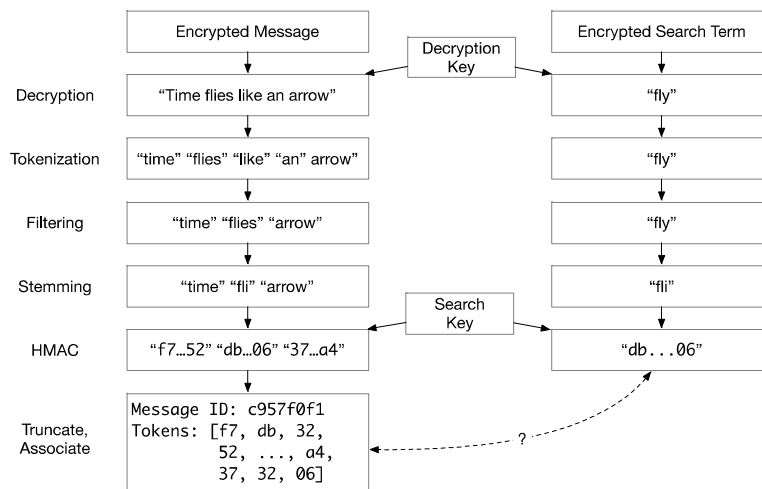 Encrypted Message
Encrypted Search Term
Decryption
Key
Decryption
“Time flies like an arrow”
“fly”
Tokenization
“time” “flies” “like” “an” arrow”
“fly”
Filtering
“time” “flies” “arrow”
“fly”
Stemming
“time” “fli” “arrow”
“fli”
Search
Key
HMAC
“f7…52” “db…06” “37…a4”
“db...06”
Truncate,
Associate
Message ID: c957f0f1
Tokens: [f7, db, 32,
52, ..., a4,
37, 32, 06]
?